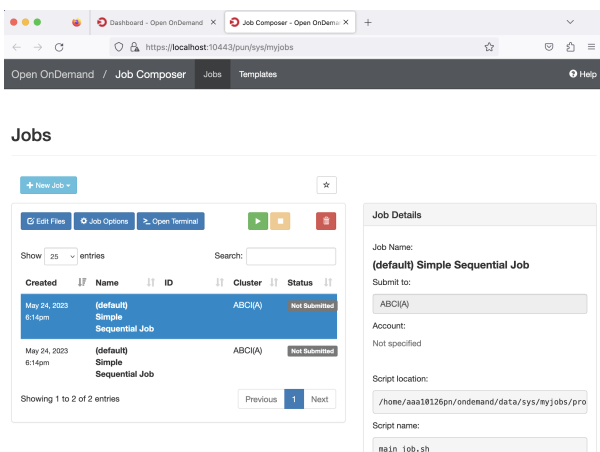 Dashboard - Open OnDemand
Job Composer - Open OnDema
https://localhost:10443/pun/sys/myjobs
Open OnDemand / Job Composer Jobs Templates Help
Jobs
+ New Job
Edit Files Job Options >_ Open Terminal
Show 25 entries Search:
Created Name ID Cluster Status
May 24, 2023 (default) ABCI(A) Not Submitted
6:14pm Simple
Sequential Job
May 24, 2023 (default) ABCI(A) Not Submitted
6:14pm Simple
Sequential Job
Showing 1 to 2 of 2 entries Previous 1 Next
Job Details
Job Name:
(default) Simple Sequential Job
Submit to:
ABCI(A)
Account:
Not specified
Script location:
/home/aaa10126pn/ondemand/data/sys/myjobs/pro
Script name:
main_job.sh